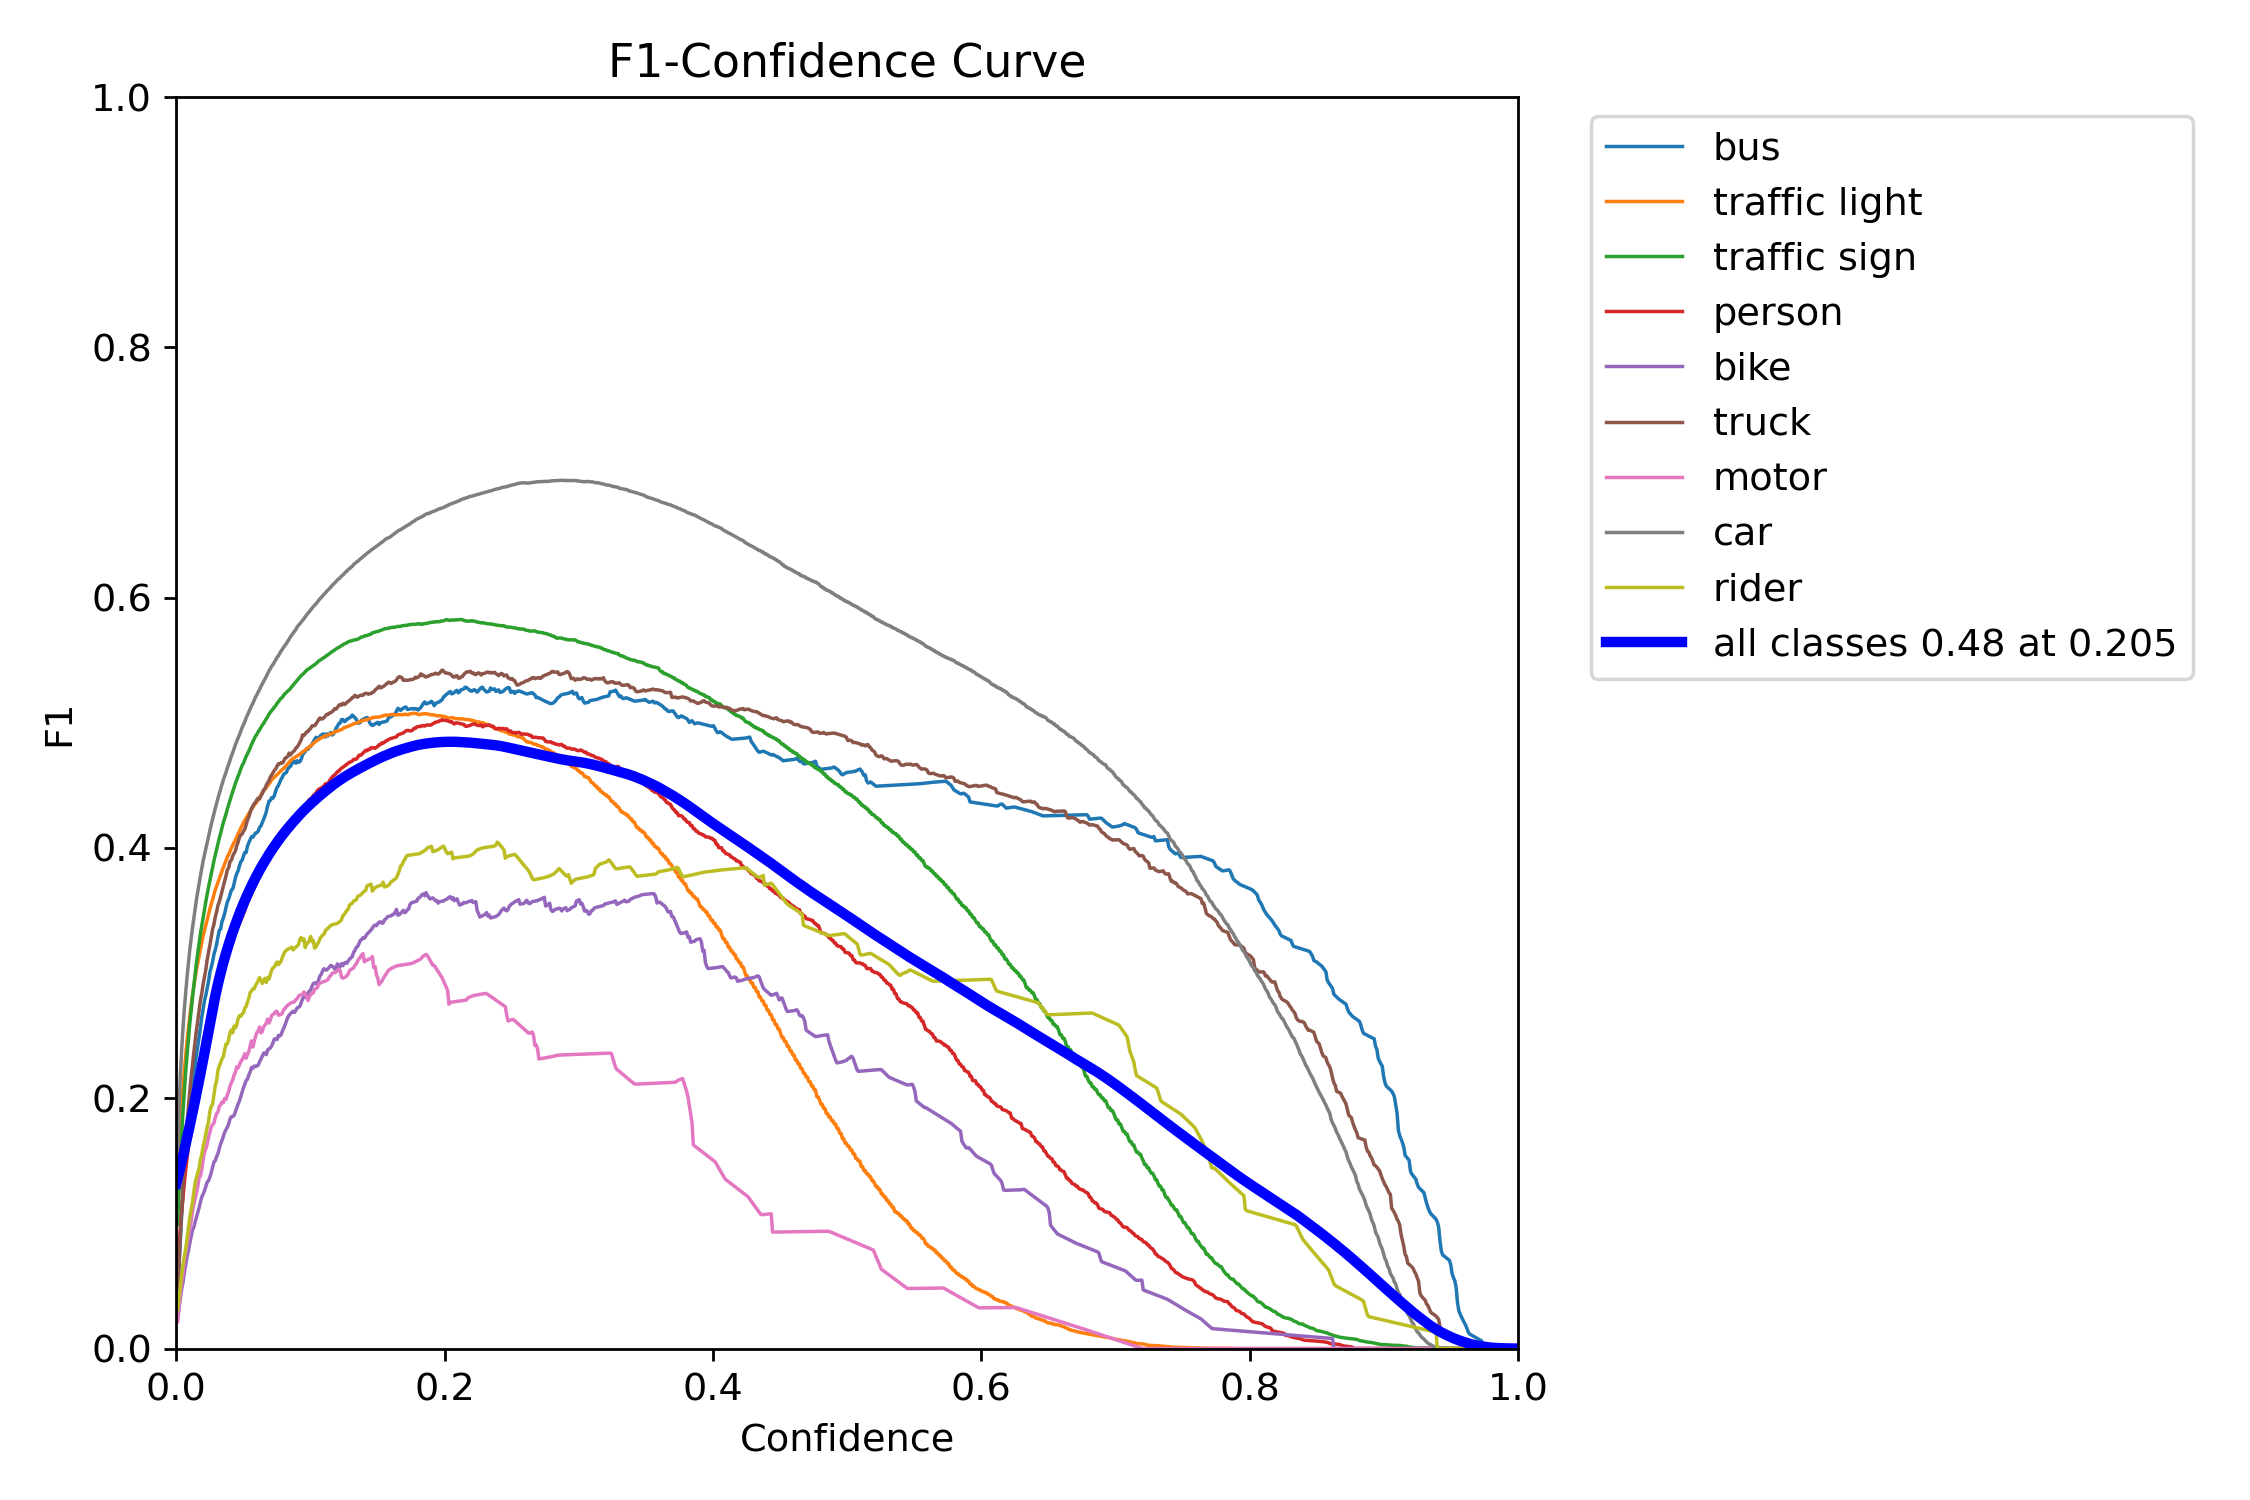 F1-Confidence Curve
1.0
0.8
0.6
0.4
0.2
0.0
F1
0.0 0.2 0.4 0.6 0.8 1.0
Confidence
bus
traffic light
traffic sign
person
bike
truck
motor
car
rider
all classes 0.48 at 0.205